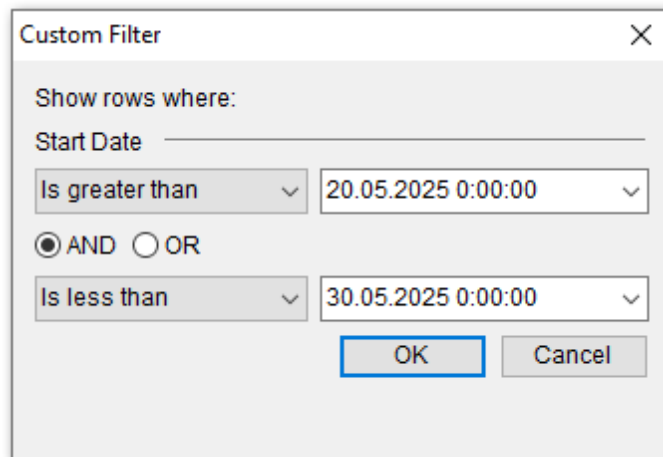 Custom Filter
Show rows where:
Start Date
Is greater than 20.05.2025 0:00:00
AND OR
Is less than 30.05.2025 0:00:00
OK Cancel